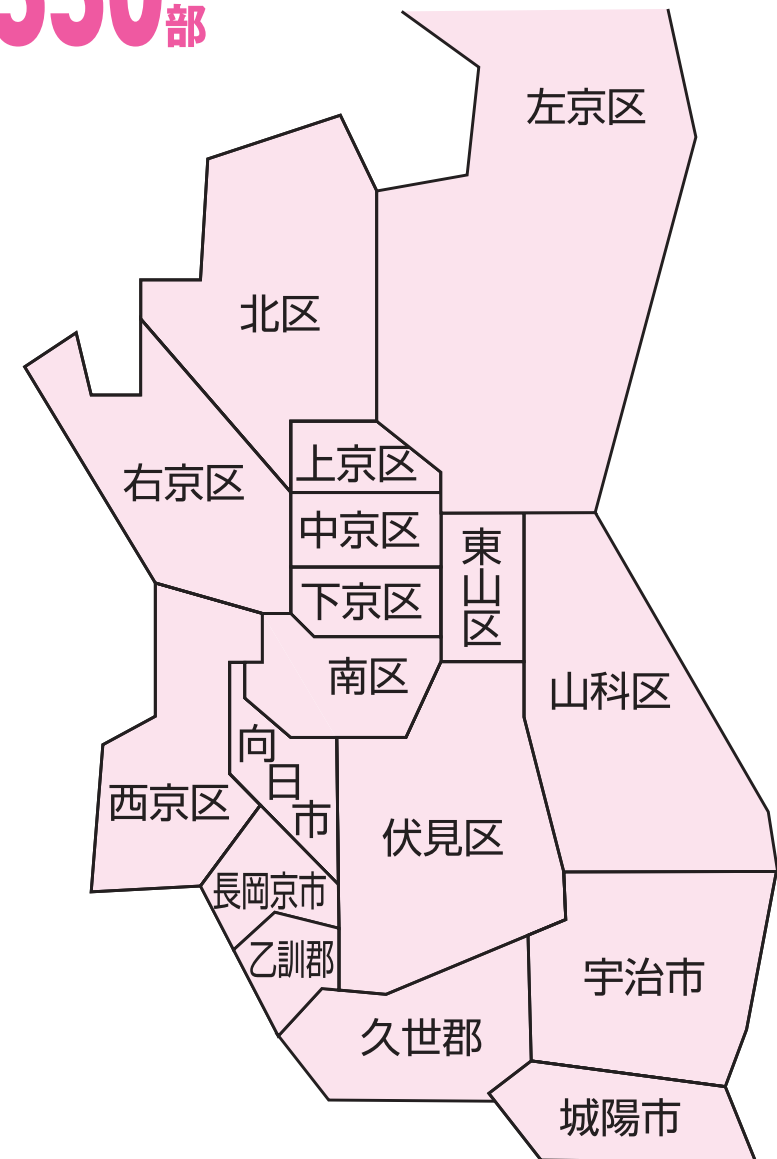 部
左京区
北区
右京区
上京区
中京区
下京区
東山区
南区
山科区
向日市
西京区
伏見区
長岡京市
乙訓郡
宇治市
久世郡
城陽市